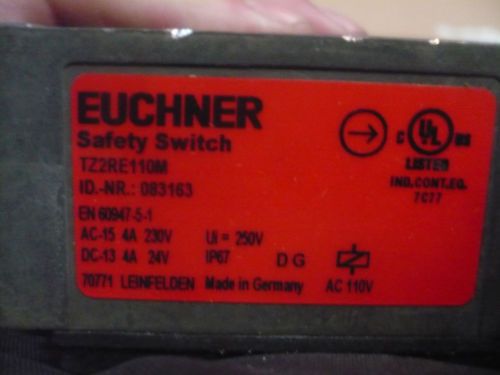 EUCHNER
Safety Switch
TZ2RE110M
ID.-NR.: 083163
C UL US
LISTED
IND.CONT.EQ.
7C77
EN 60947-5-1
AC-15 4A 230V Ui = 250V
DC-13 4A 24V IP67 D G
70771 LEINFELDEN Made in Germany AC 110V